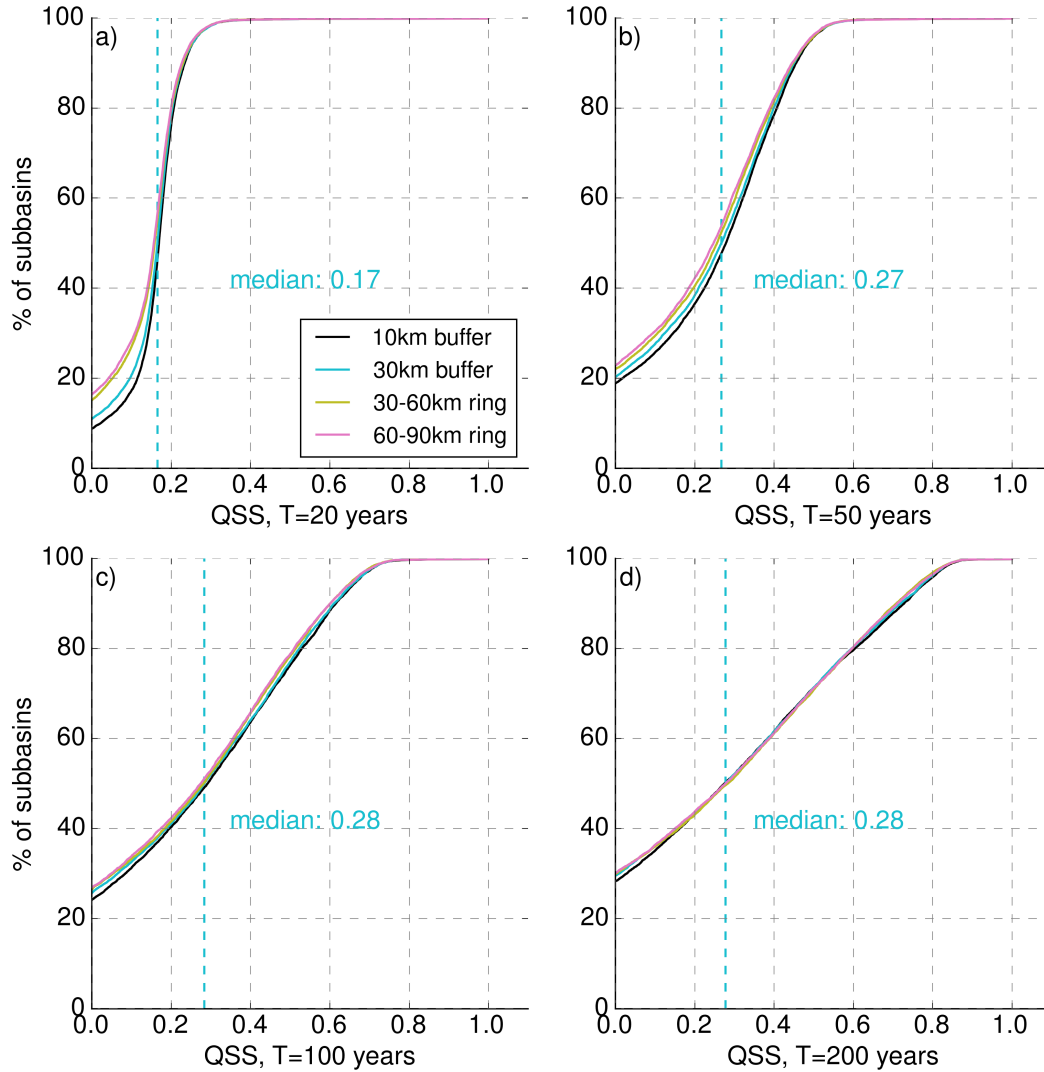 a)
100
80
60
40
20
0
% of subbasins
median: 0.17
10km buffer
30km buffer
30-60km ring
60-90km ring
0.0 0.2 0.4 0.6 0.8 1.0
QSS, T=20 years
b)
100
80
60
40
20
0
median: 0.27
0.0 0.2 0.4 0.6 0.8 1.0
QSS, T=50 years
c)
100
80
60
40
20
0
% of subbasins
median: 0.28
0.0 0.2 0.4 0.6 0.8 1.0
QSS, T=100 years
d)
100
80
60
40
20
0
median: 0.28
0.0 0.2 0.4 0.6 0.8 1.0
QSS, T=200 years